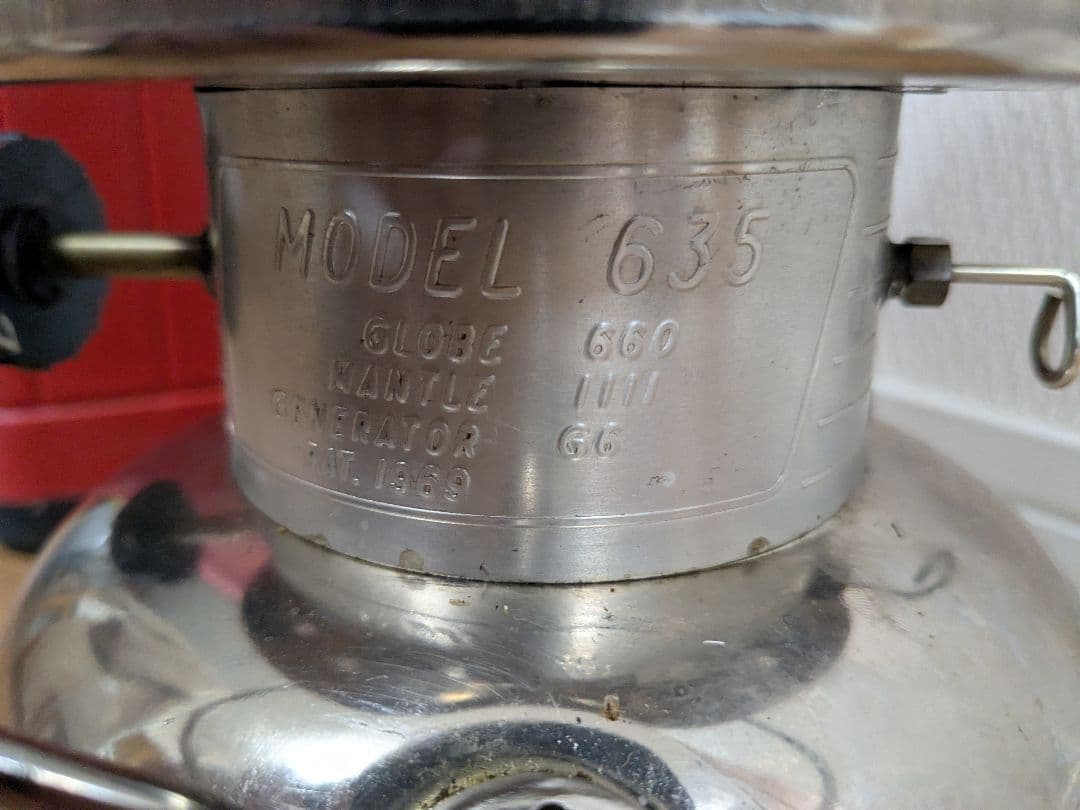 MODEL 635
GLOBE 660
MANTLE 1111
GENERATOR G6
PAT. 1969